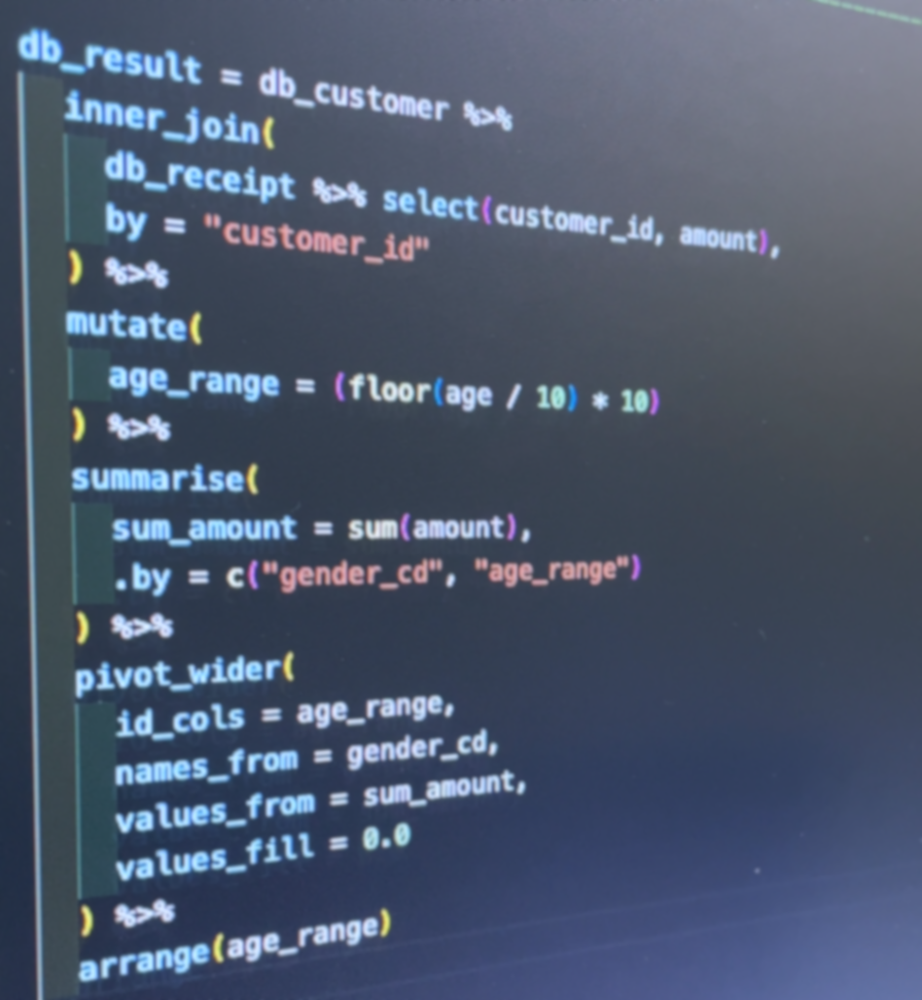 db_result = db_customer %>%
inner_join(
db_receipt %>% select(customer_id, amount),
by = "customer_id"
) %>%
mutate(
age_range = (floor(age / 10) * 10)
) %>%
summarise(
sum_amount = sum(amount),
.by = c("gender_cd", "age_range")
) %>%
pivot_wider(
id_cols = age_range,
names_from = gender_cd,
values_from = sum_amount,
values_fill = 0.0
) %>%
arrange(age_range)